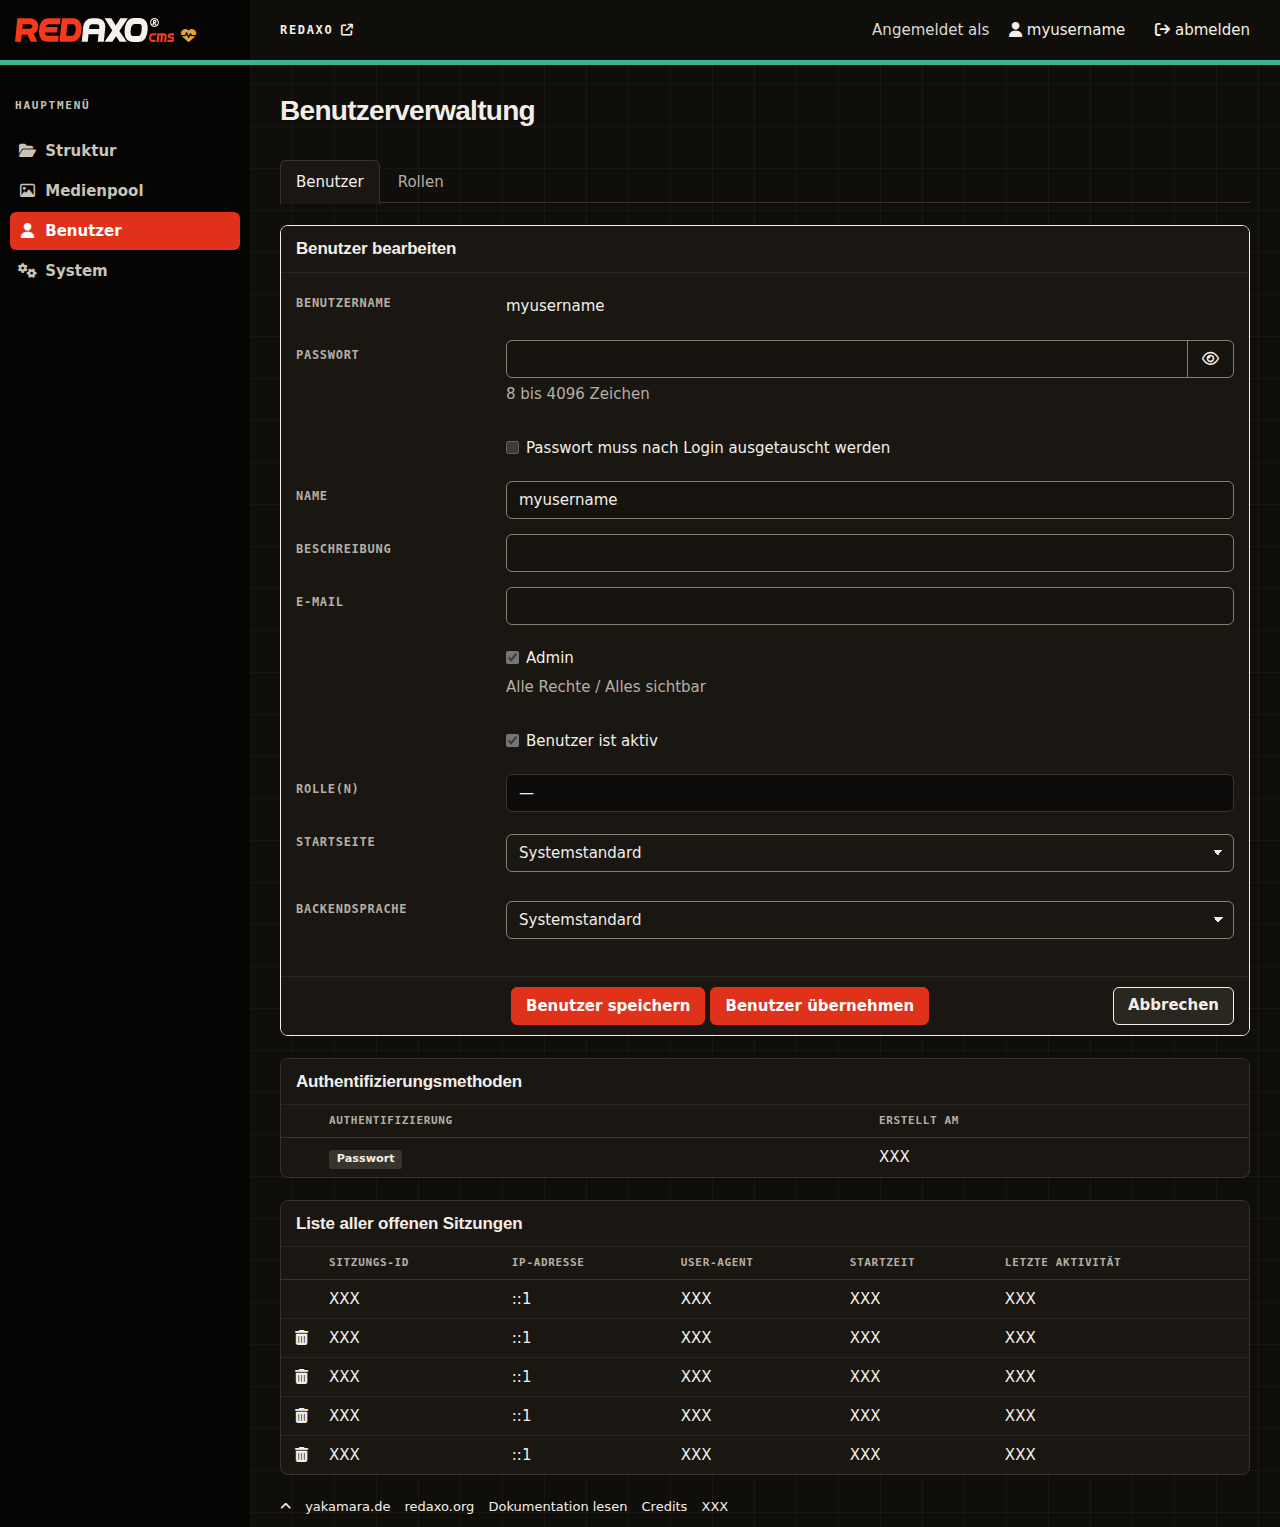 REDAXO® cms
REDAXO
Angemeldet als myusername abmelden
HAUPTMENÜ
Struktur
Medienpool
Benutzer
System
Benutzerverwaltung
Benutzer Rollen
Benutzer bearbeiten
BENUTZERNAME myusername
PASSWORT
8 bis 4096 Zeichen
Passwort muss nach Login ausgetauscht werden
NAME myusername
BESCHREIBUNG
E-MAIL
Admin
Alle Rechte / Alles sichtbar
Benutzer ist aktiv
ROLLE(N) —
STARTSEITE Systemstandard
BACKENDSPRACHE Systemstandard
Benutzer speichern Benutzer übernehmen Abbrechen
Authentifizierungsmethoden
AUTHENTIFIZIERUNG ERSTELLT AM
Passwort XXX
Liste aller offenen Sitzungen
SITZUNGS-ID IP-ADRESSE USER-AGENT STARTZEIT LETZTE AKTIVITÄT
XXX ::1 XXX XXX XXX
XXX ::1 XXX XXX XXX
XXX ::1 XXX XXX XXX
XXX ::1 XXX XXX XXX
XXX ::1 XXX XXX XXX
yakamara.de redaxo.org Dokumentation lesen Credits XXX